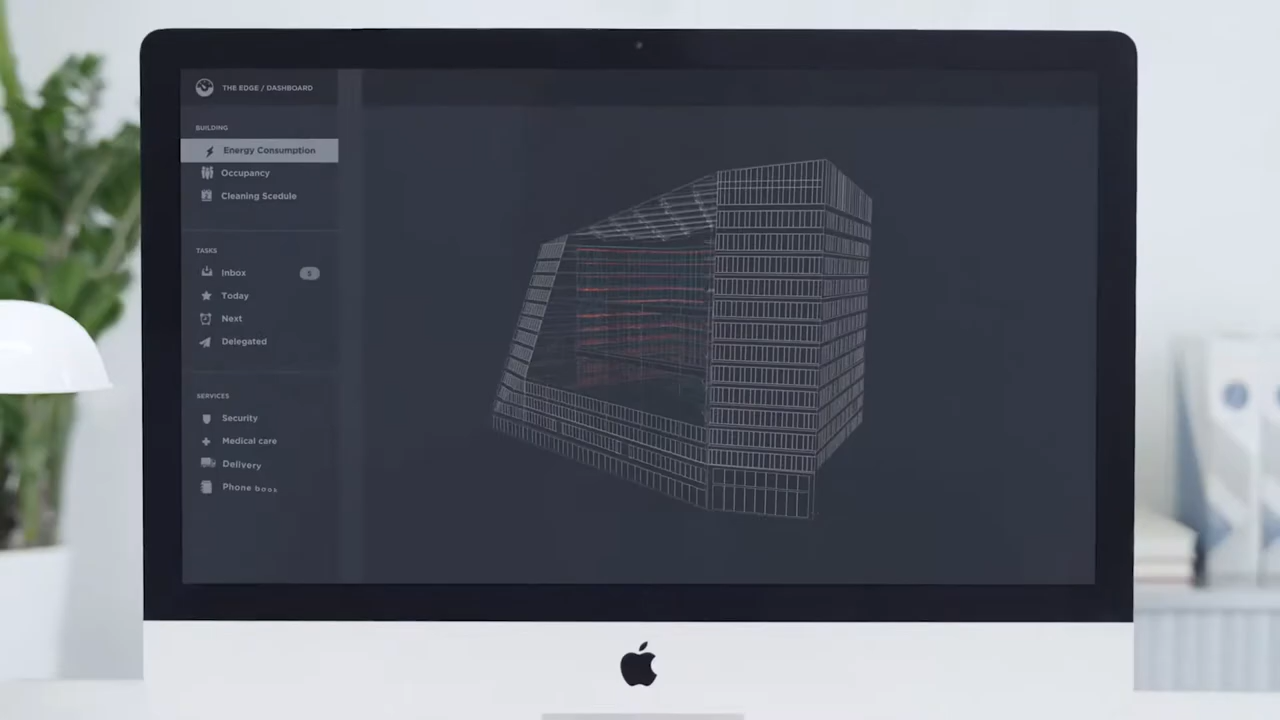 THE EDGE / DASHBOARD
BUILDING
Energy Consumption
Occupancy
Cleaning Scedule
TASKS
Inbox 5
Today
Next
Delegated
SERVICES
Security
Medical care
Delivery
Phone